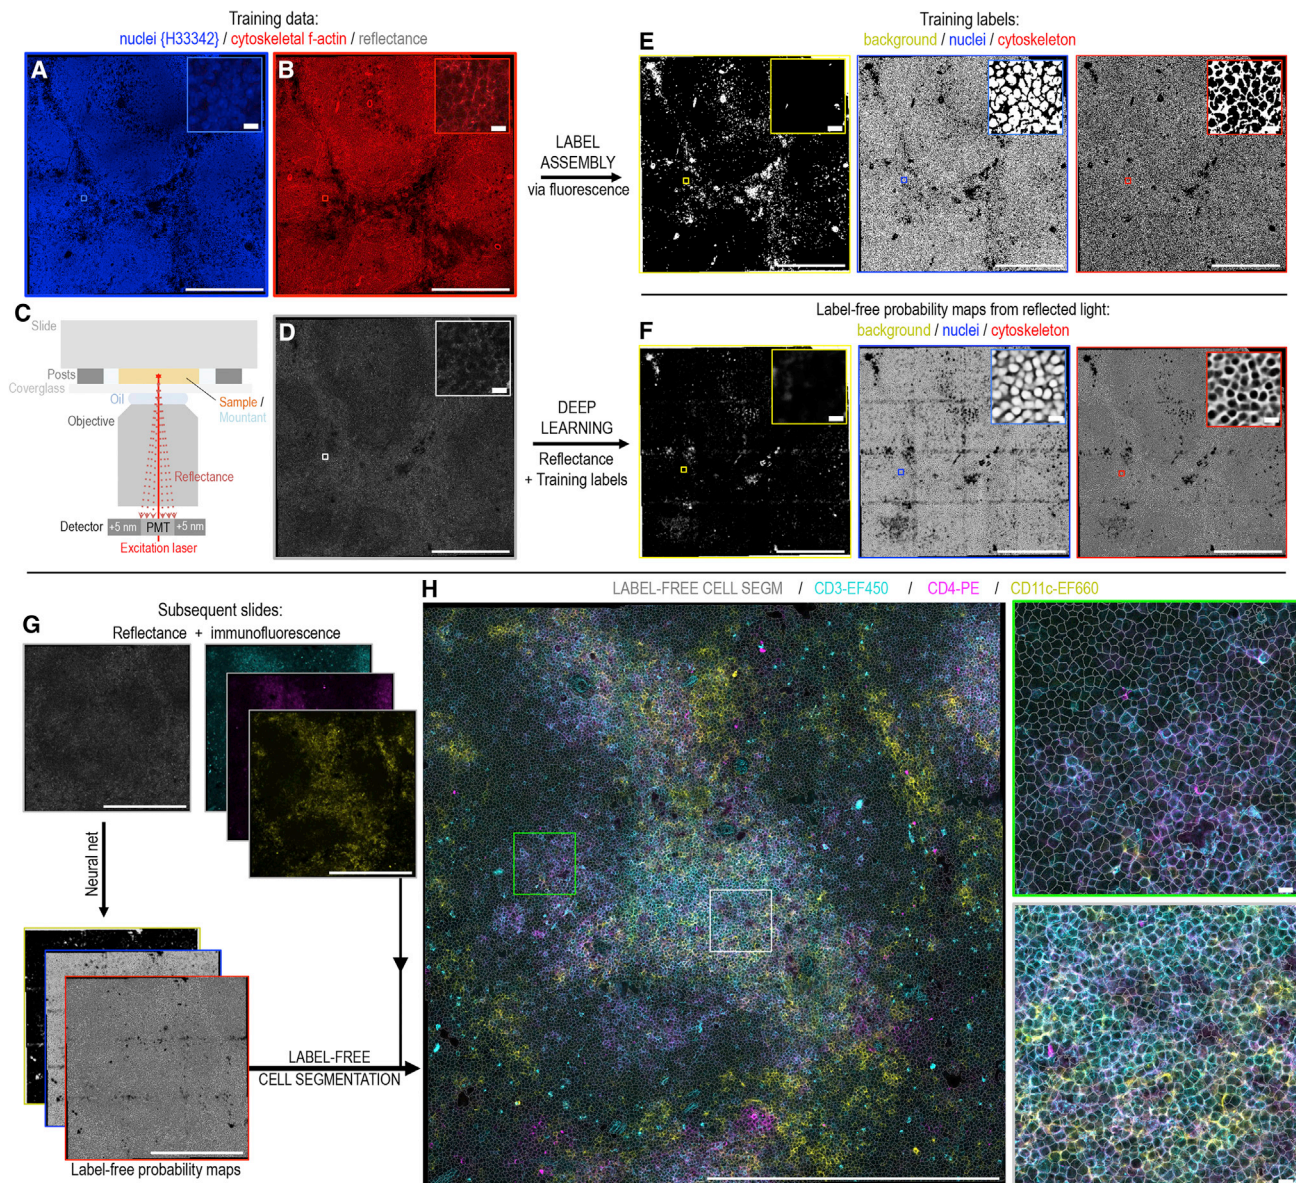 Training data:
nuclei {H33342} / cytoskeletal f-actin / reflectance
A
B
LABEL
ASSEMBLY
via fluorescence
Training labels:
background / nuclei / cytoskeleton
E
C
Slide
Posts
Coverglass
Oil
Objective
Sample /
Mountant
Reflectance
Detector
+5 nm
PMT
+5 nm
Excitation laser
D
DEEP
LEARNING
Reflectance
+ Training labels
Label-free probability maps from reflected light:
background / nuclei / cytoskeleton
F
G
Subsequent slides:
Reflectance + immunofluorescence
Neural net
Label-free probability maps
LABEL-FREE
CELL SEGMENTATION
H
LABEL-FREE CELL SEGM / CD3-EF450 / CD4-PE / CD11c-EF660